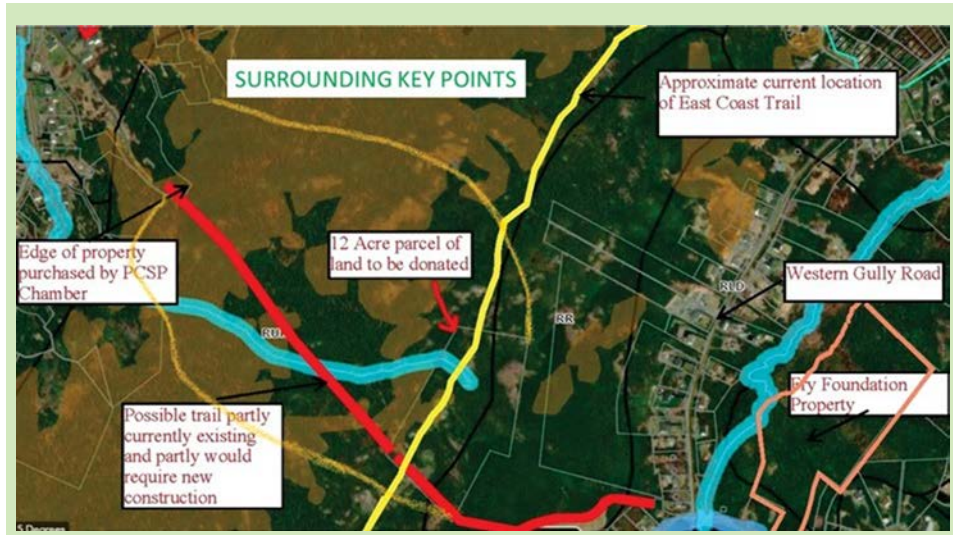 SURROUNDING KEY POINTS
Approximate current location
of East Coast Trail
Edge of property
purchased by PCSP
Chamber
12 Acre parcel of
land to be donated
Western Gully Road
RLD
RR
RU
Fry Foundation
Property
Possible trail partly
currently existing
and partly would
require new
construction
5 Degrees